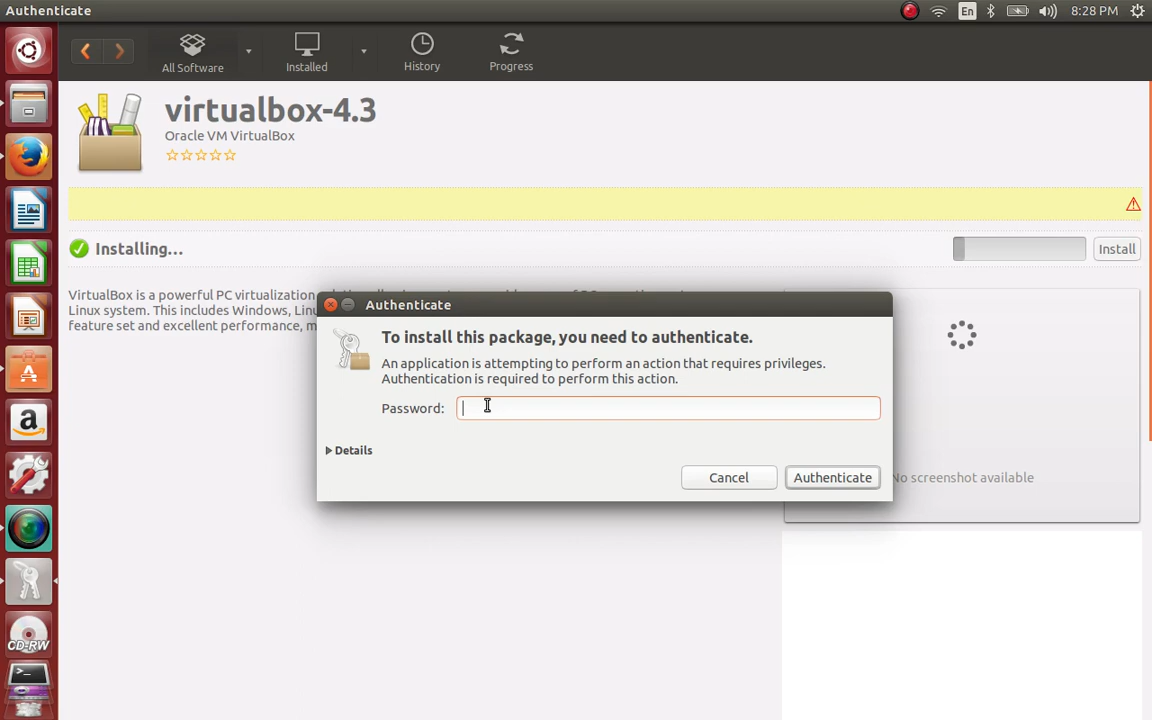 Authenticate
En
8:28 PM
All Software
Installed
History
Progress
virtualbox-4.3
Oracle VM VirtualBox
Installing...
Install
VirtualBox is a powerful PC virtualization
Linux system. This includes Windows, Linu
feature set and excellent performance, m
No screenshot available
Authenticate
To install this package, you need to authenticate.
An application is attempting to perform an action that requires privileges.
Authentication is required to perform this action.
Password:
Details
Cancel
Authenticate
CD-RW